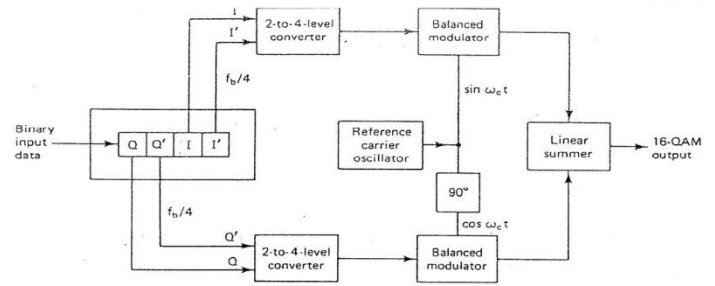 I
2-to-4-level
converter
Balanced
modulator
I'
f_b/4
sin ω_c t
Binary
input
data
Q Q' I I'
Reference
carrier
oscillator
Linear
summer
16-QAM
output
90°
f_b/4
cos ω_c t
Q'
Q
2-to-4-level
converter
Balanced
modulator